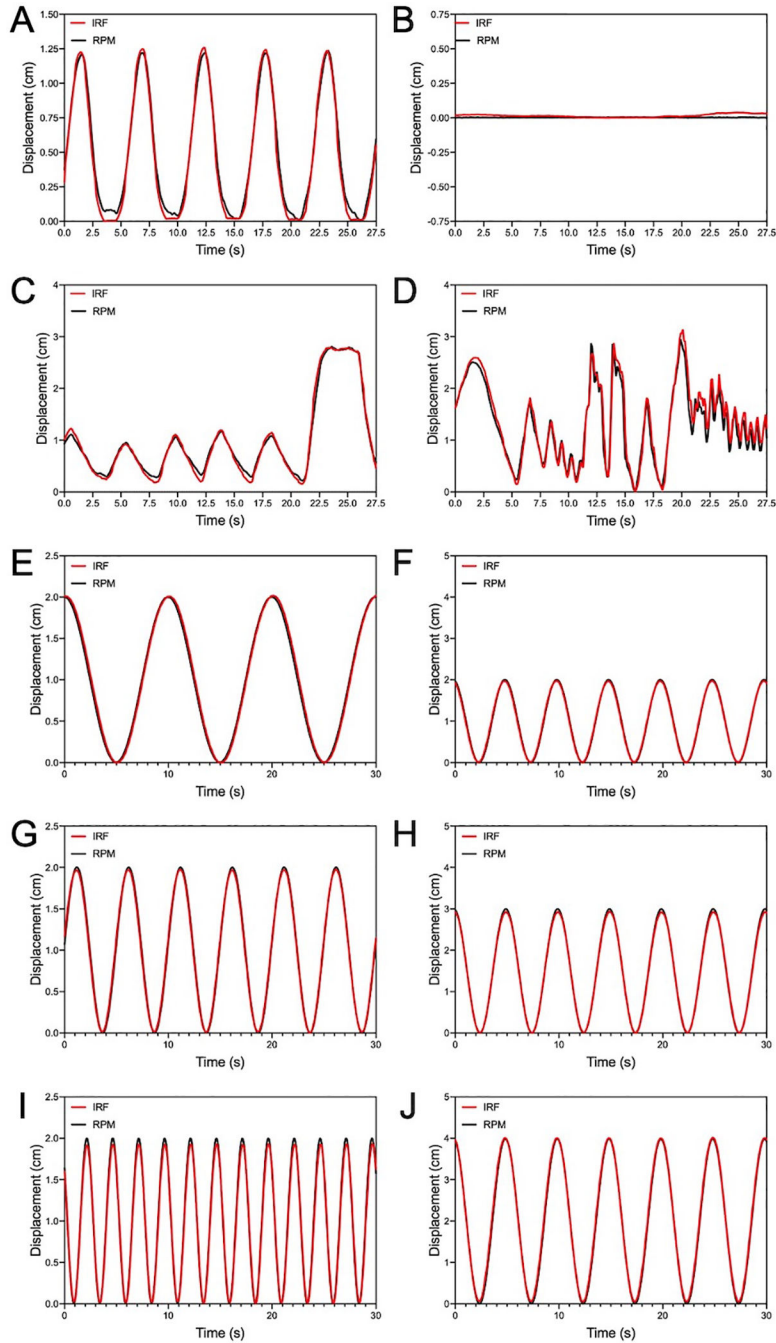 A
IRF
RPM
Displacement (cm)
1.50
1.25
1.00
0.75
0.50
0.25
0.00
0.0 2.5 5.0 7.5 10.0 12.5 15.0 17.5 20.0 22.5 25.0 27.5
Time (s)
B
IRF
RPM
Displacement (cm)
0.75
0.50
0.25
0.00
-0.25
-0.50
-0.75
0.0 2.5 5.0 7.5 10.0 12.5 15.0 17.5 20.0 22.5 25.0 27.5
Time (s)
C
IRF
RPM
Displacement (cm)
4
3
2
1
0
0.0 2.5 5.0 7.5 10.0 12.5 15.0 17.5 20.0 22.5 25.0 27.5
Time (s)
D
IRF
RPM
Displacement (cm)
4
3
2
1
0
0.0 2.5 5.0 7.5 10.0 12.5 15.0 17.5 20.0 22.5 25.0 27.5
Time (s)
E
IRF
RPM
Displacement (cm)
2.5
2.0
1.5
1.0
0.5
0.0
0 10 20 30
Time (s)
F
IRF
RPM
Displacement (cm)
5
4
3
2
1
0
0 10 20 30
Time (s)
G
IRF
RPM
Displacement (cm)
2.5
2.0
1.5
1.0
0.5
0.0
0 10 20 30
Time (s)
H
IRF
RPM
Displacement (cm)
5
4
3
2
1
0
0 10 20 30
Time (s)
I
IRF
RPM
Displacement (cm)
2.5
2.0
1.5
1.0
0.5
0.0
0 10 20 30
Time (s)
J
IRF
RPM
Displacement (cm)
5
4
3
2
1
0
0 10 20 30
Time (s)